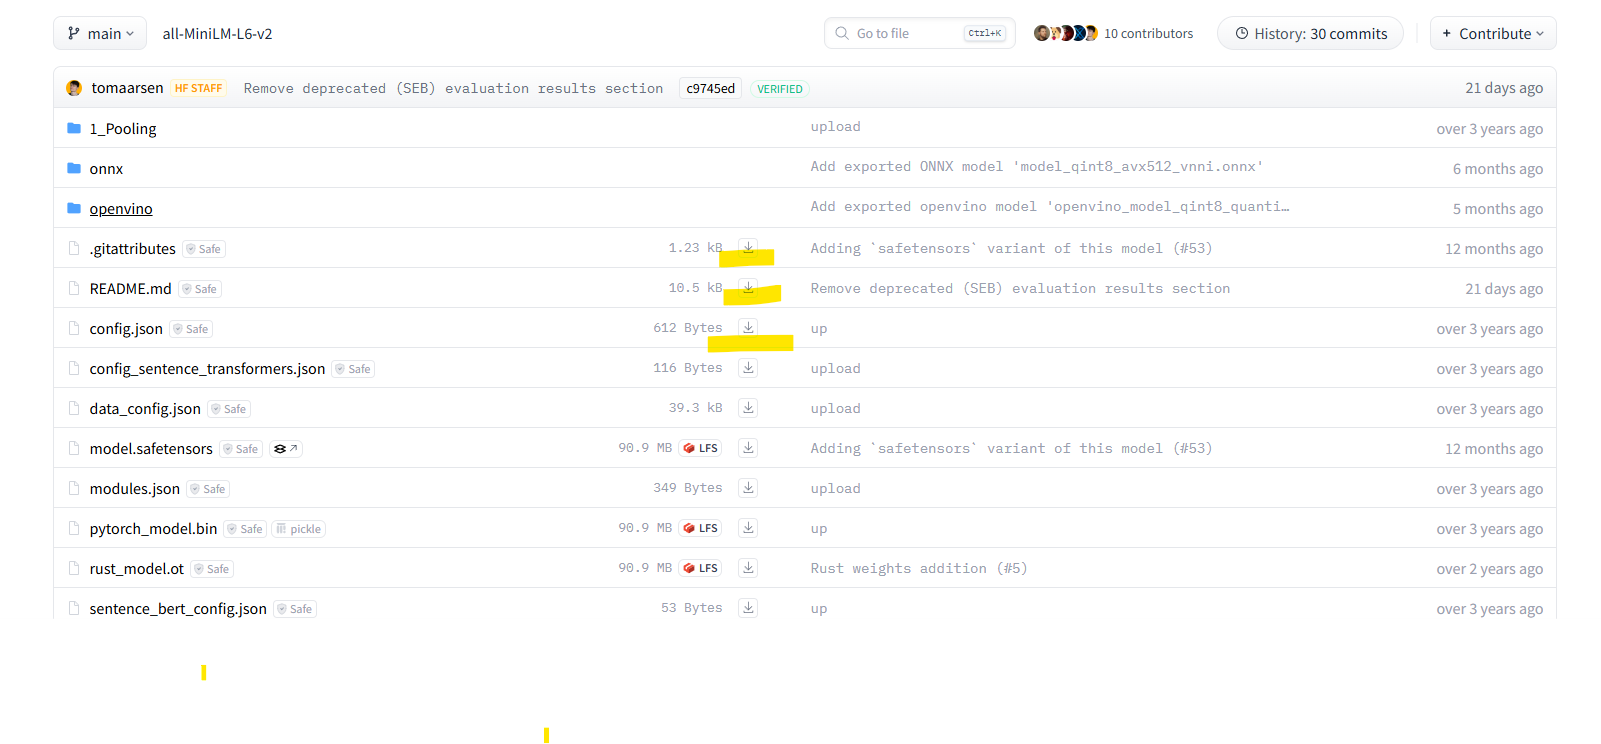 main all-MiniLM-L6-v2 Go to file Ctrl+K 10 contributors History: 30 commits + Contribute
tomaarsen HF STAFF Remove deprecated (SEB) evaluation results section c9745ed VERIFIED 21 days ago
1_Pooling upload over 3 years ago
onnx Add exported ONNX model 'model_qint8_avx512_vnni.onnx' 6 months ago
openvino Add exported openvino model 'openvino_model_qint8_quanti… 5 months ago
.gitattributes Safe 1.23 kB Adding `safetensors` variant of this model (#53) 12 months ago
README.md Safe 10.5 kB Remove deprecated (SEB) evaluation results section 21 days ago
config.json Safe 612 Bytes up over 3 years ago
config_sentence_transformers.json Safe 116 Bytes upload over 3 years ago
data_config.json Safe 39.3 kB upload over 3 years ago
model.safetensors Safe 90.9 MB LFS Adding `safetensors` variant of this model (#53) 12 months ago
modules.json Safe 349 Bytes upload over 3 years ago
pytorch_model.bin Safe pickle 90.9 MB LFS up over 3 years ago
rust_model.ot Safe 90.9 MB LFS Rust weights addition (#5) over 2 years ago
sentence_bert_config.json Safe 53 Bytes up over 3 years ago